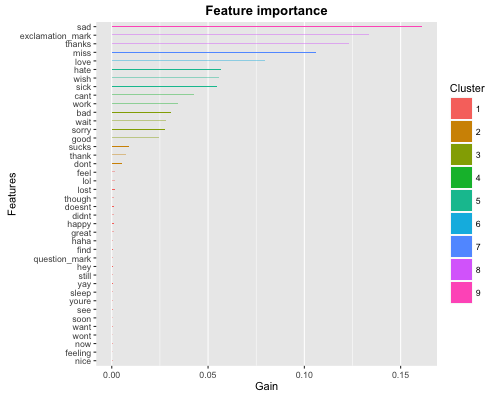 Feature importance
Features
sad
exclamation_mark
thanks
miss
love
hate
wish
sick
cant
work
bad
wait
sorry
good
sucks
thank
dont
feel
lol
lost
though
doesnt
didnt
happy
great
haha
find
question_mark
hey
still
yay
sleep
youre
see
soon
want
wont
now
feeling
nice
0.00 0.05 0.10 0.15
Gain
Cluster
1
2
3
4
5
6
7
8
9